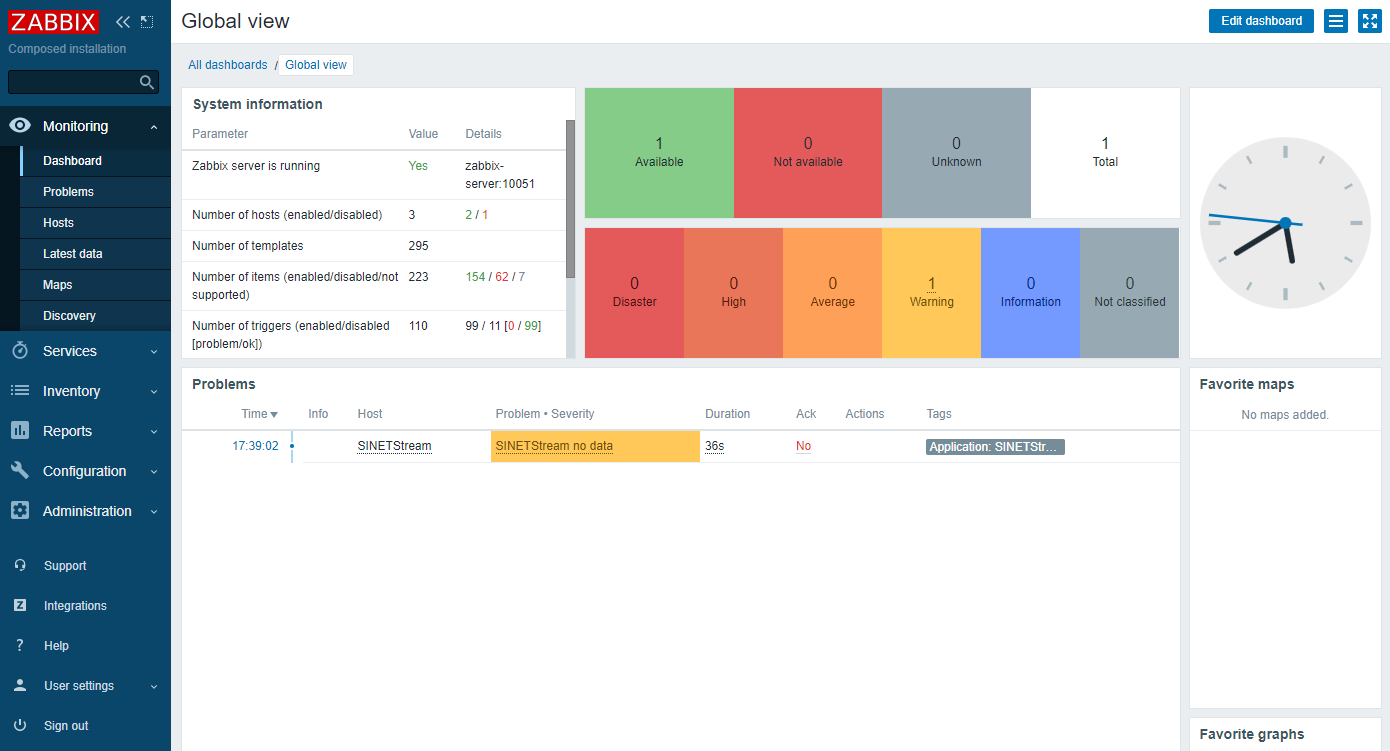 ZABBIX
Composed installation
Monitoring
Dashboard
Problems
Hosts
Latest data
Maps
Discovery
Services
Inventory
Reports
Configuration
Administration
Support
Z Integrations
? Help
User settings
Sign out
Global view
Edit dashboard
All dashboards / Global view
System information
Parameter Value Details
Zabbix server is running Yes zabbix-
server:10051
Number of hosts (enabled/disabled) 3 2 / 1
Number of templates 295
Number of items (enabled/disabled/not 223 154 / 62 / 7
supported)
Number of triggers (enabled/disabled 110 99 / 11 [0 / 99]
[problem/ok])
1 0 0 1
Available Not available Unknown Total
0 0 0 1 0 0
Disaster High Average Warning Information Not classified
Problems
Time Info Host Problem • Severity Duration Ack Actions Tags
17:39:02 SINETStream SINETStream no data 36s No Application: SINETStr...
Favorite maps
No maps added.
Favorite graphs